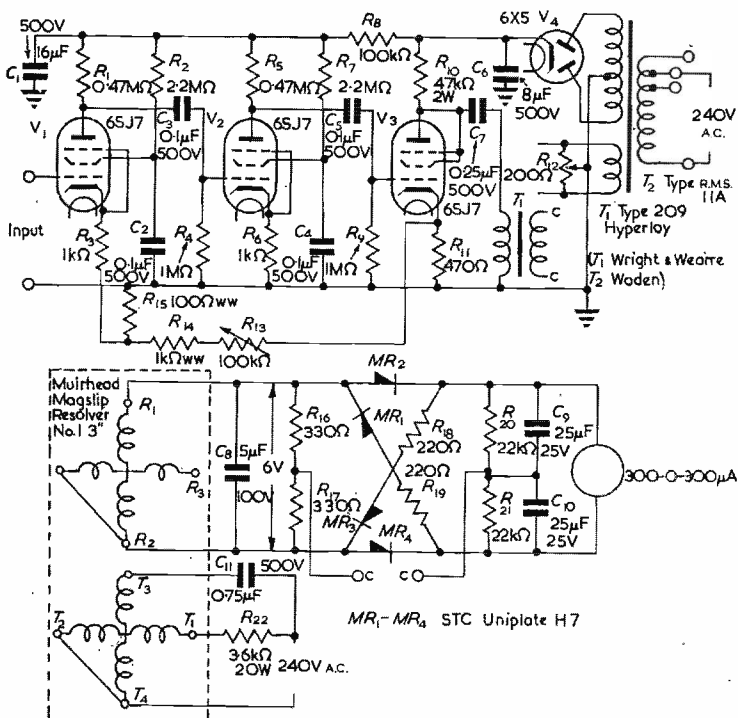 500V
16μF
C1
R1
0·47MΩ
R2
2·2MΩ
C3
0·1μF
500V
R5
0·47MΩ
R7
2·2MΩ
C5
0·1μF
500V
R8
100kΩ
R10
47kΩ
2W
C6
8μF
500V
6X5 V4
C7
0·25μF
500V
240V
A.C.
T2 Type R.M.S.
11A
V1
6SJ7
V2
6SJ7
V3
6SJ7
200Ω
R12
T1
T1 Type 209
Hyperloy
(T1 Wright & Wearre
T2 Woden)
Input
R3
1kΩ
C2
0·1μF
500V
R4
1MΩ
R6
1kΩ
C4
0·1μF
500V
R9
1MΩ
R11
470Ω
c
c
R15 100Ωww
R14
1kΩww
R13
100kΩ
Muirhead
Magslip
Resolver
No.1 3"
R1
R3
R2
C8
5μF
100V
6V
R16
330Ω
R17
330Ω
MR2
MR1
MR3
MR4
R18
220Ω
220Ω
R19
R20
22kΩ
R21
22kΩ
C9
25μF
25V
C10
25μF
25V
300-0-300μA
c c
T3
T2
T1
T4
C11
500V
0·75μF
R22
3·6kΩ
20W
240V A.C.
MR1-MR4 STC Uniplate H7